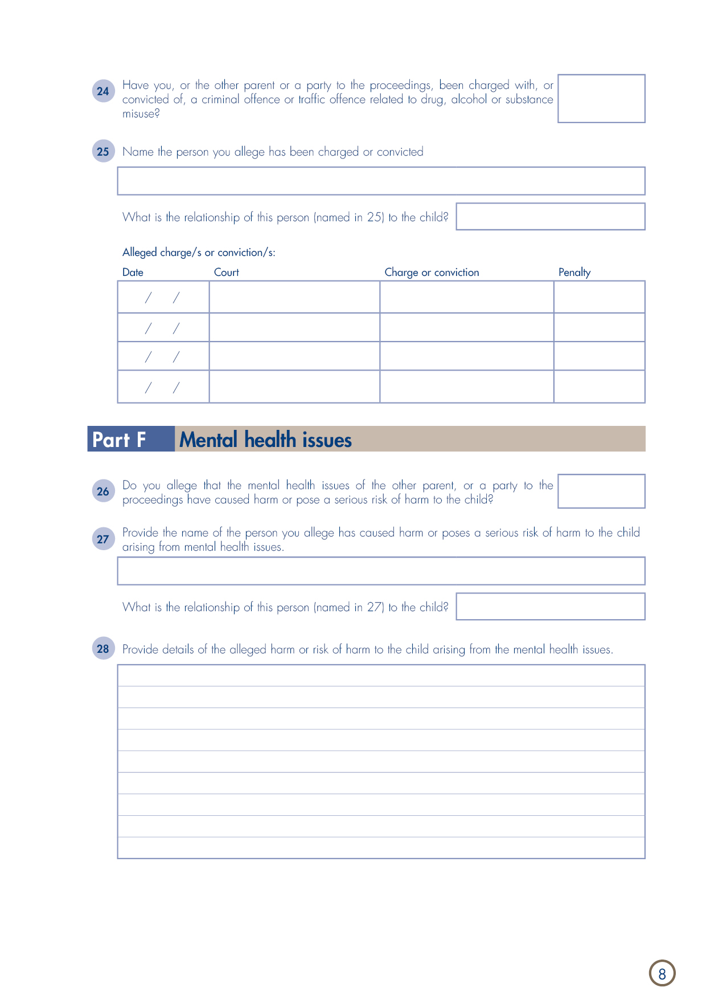 24 Have you, or the other parent or a party to the proceedings, been charged with, or
convicted of, a criminal offence or traffic offence related to drug, alcohol or substance
misuse?
25 Name the person you allege has been charged or convicted
What is the relationship of this person (named in 25) to the child?
Alleged charge/s or conviction/s:
Date Court Charge or conviction Penalty
/ /
/ /
/ /
/ /
Part F Mental health issues
26 Do you allege that the mental health issues of the other parent, or a party to the
proceedings have caused harm or pose a serious risk of harm to the child?
27 Provide the name of the person you allege has caused harm or poses a serious risk of harm to the child
arising from mental health issues.
What is the relationship of this person (named in 27) to the child?
28 Provide details of the alleged harm or risk of harm to the child arising from the mental health issues.
8